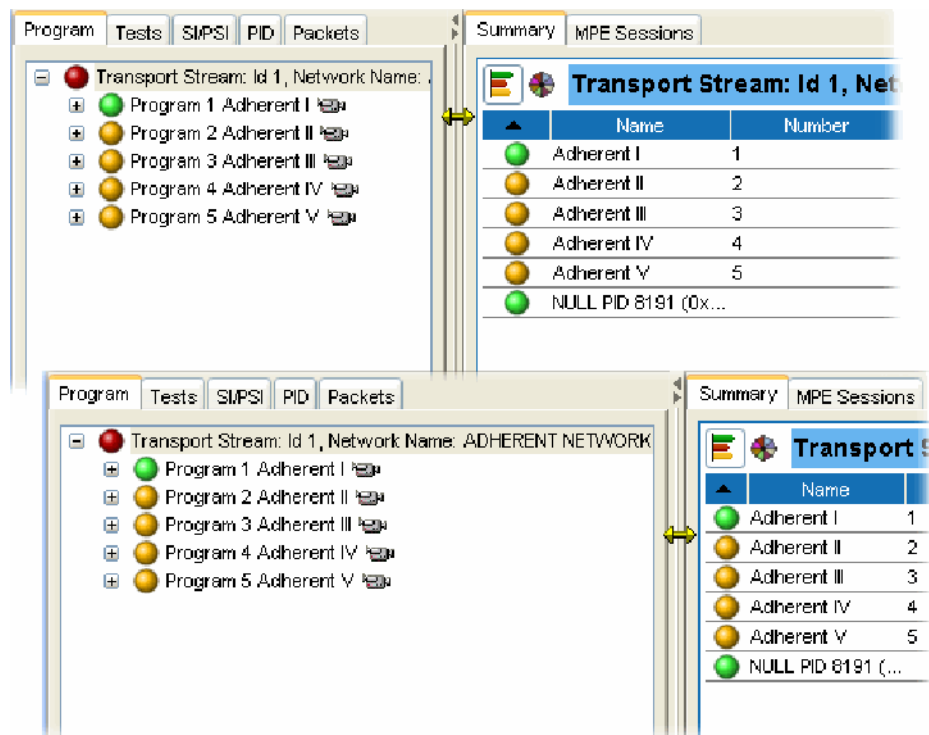 Program Tests SI/PSI PID Packets
Transport Stream: Id 1, Network Name:
Program 1 Adherent I
Program 2 Adherent II
Program 3 Adherent III
Program 4 Adherent IV
Program 5 Adherent V
Summary MPE Sessions
Transport Stream: Id 1, Net
Name Number
Adherent I 1
Adherent II 2
Adherent III 3
Adherent IV 4
Adherent V 5
NULL PID 8191 (0x...
Program Tests SI/PSI PID Packets
Transport Stream: Id 1, Network Name: ADHERENT NETWORK
Program 1 Adherent I
Program 2 Adherent II
Program 3 Adherent III
Program 4 Adherent IV
Program 5 Adherent V
Summary MPE Sessions
Transport S
Name
Adherent I 1
Adherent II 2
Adherent III 3
Adherent IV 4
Adherent V 5
NULL PID 8191 (...